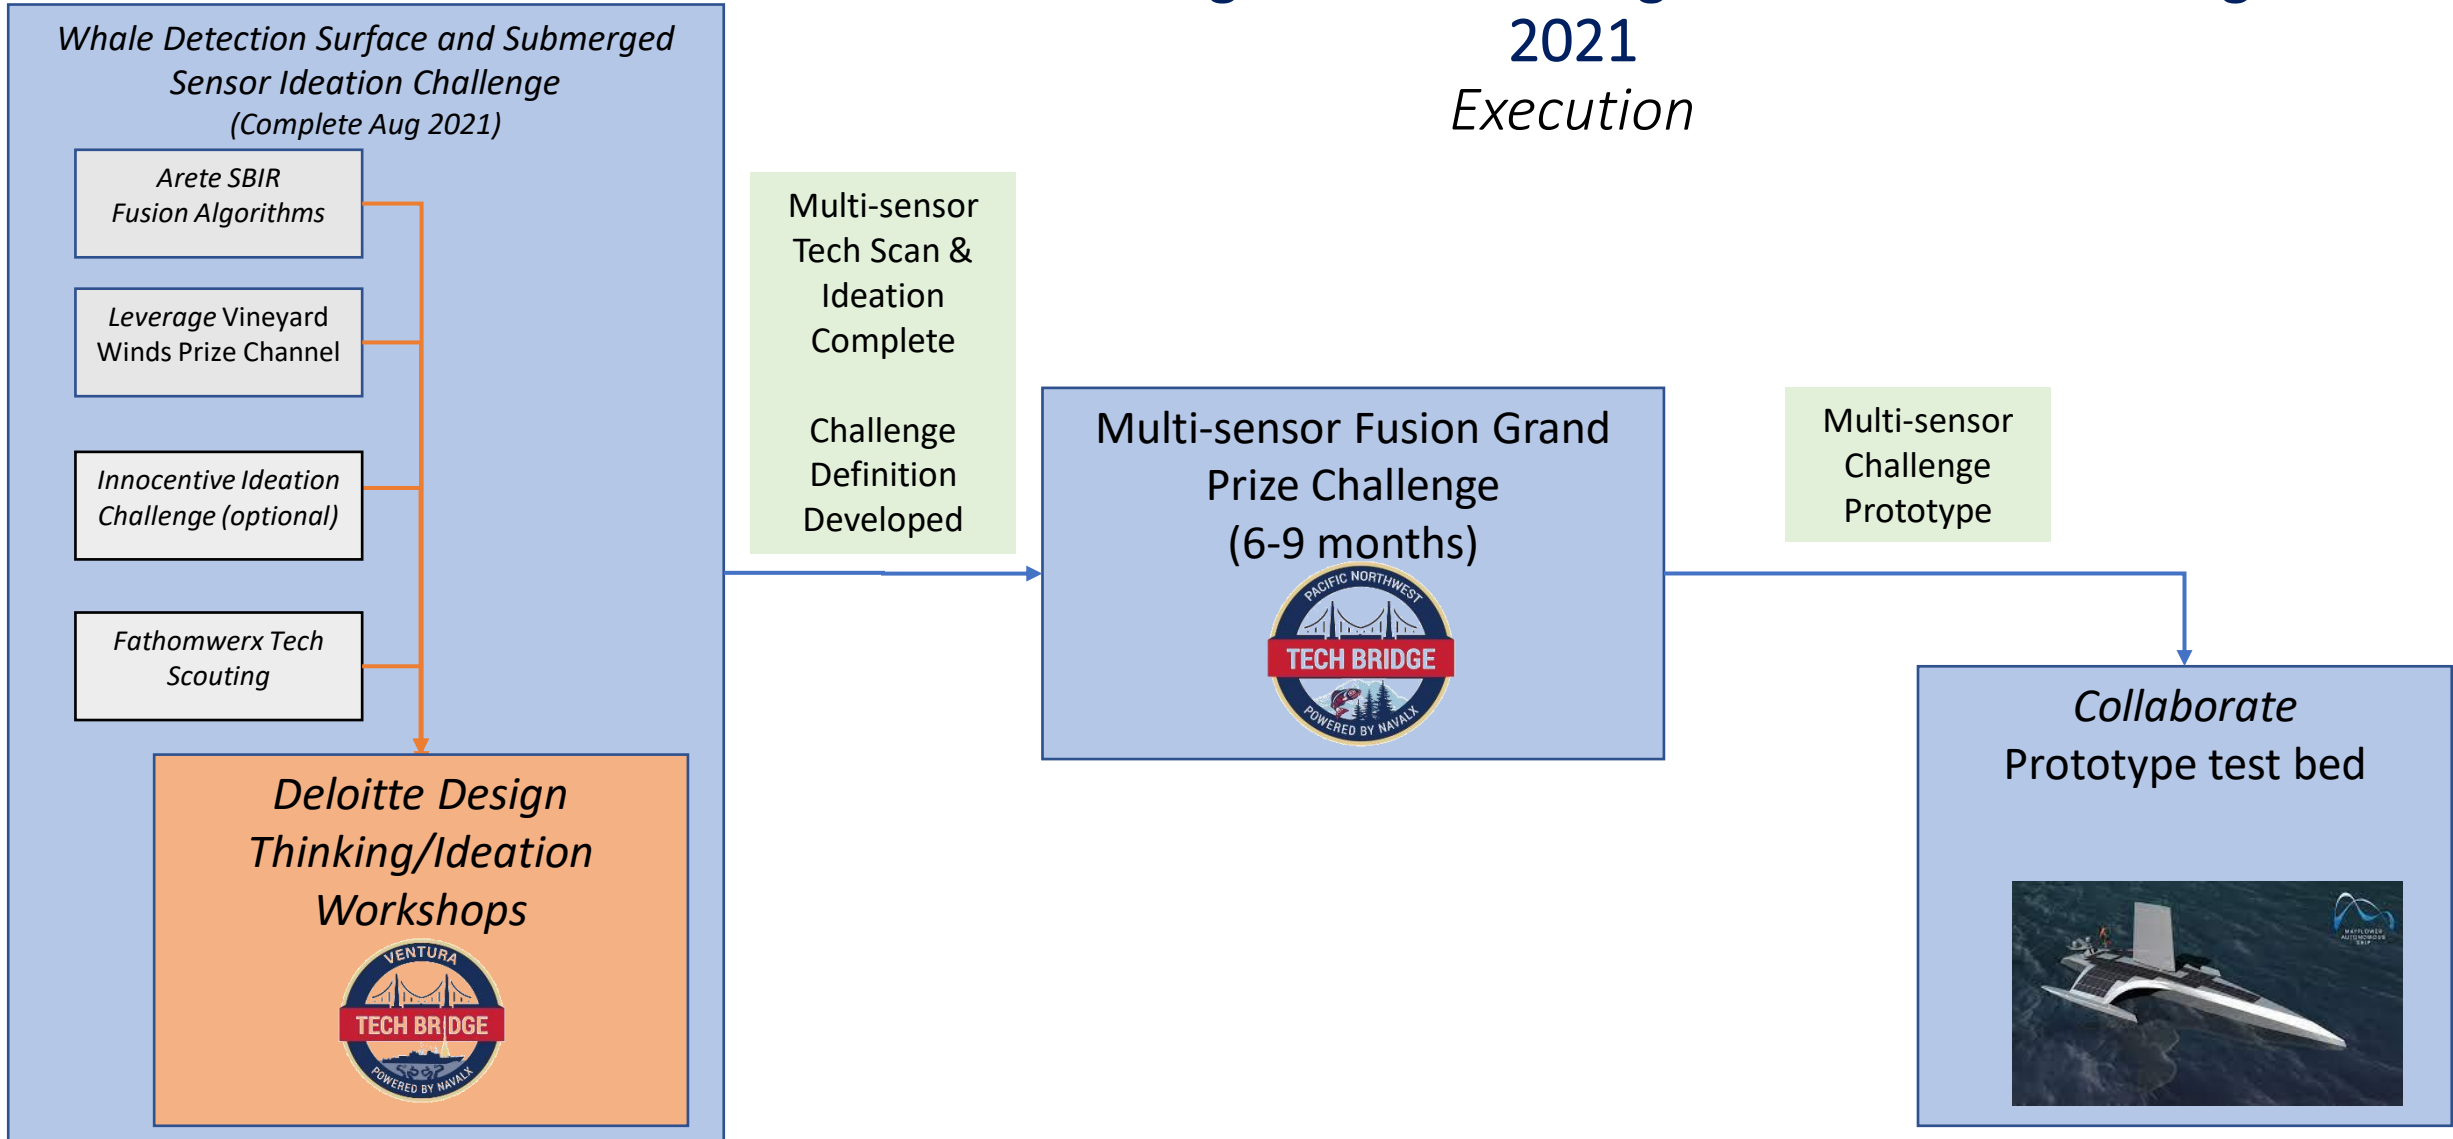 2021
Execution
Whale Detection Surface and Submerged
Sensor Ideation Challenge
(Complete Aug 2021)
Arete SBIR
Fusion Algorithms
Leverage Vineyard
Winds Prize Channel
Innocentive Ideation
Challenge (optional)
Fathomwerx Tech
Scouting
Deloitte Design
Thinking/Ideation
Workshops
VENTURA
TECH BRIDGE
POWERED BY NAVALX
Multi-sensor
Tech Scan &
Ideation
Complete
Challenge
Definition
Developed
Multi-sensor Fusion Grand
Prize Challenge
(6-9 months)
PACIFIC NORTHWEST
TECH BRIDGE
POWERED BY NAVALX
Multi-sensor
Challenge
Prototype
Collaborate
Prototype test bed
MAYFLOWER
AUTONOMOUS
SHIP